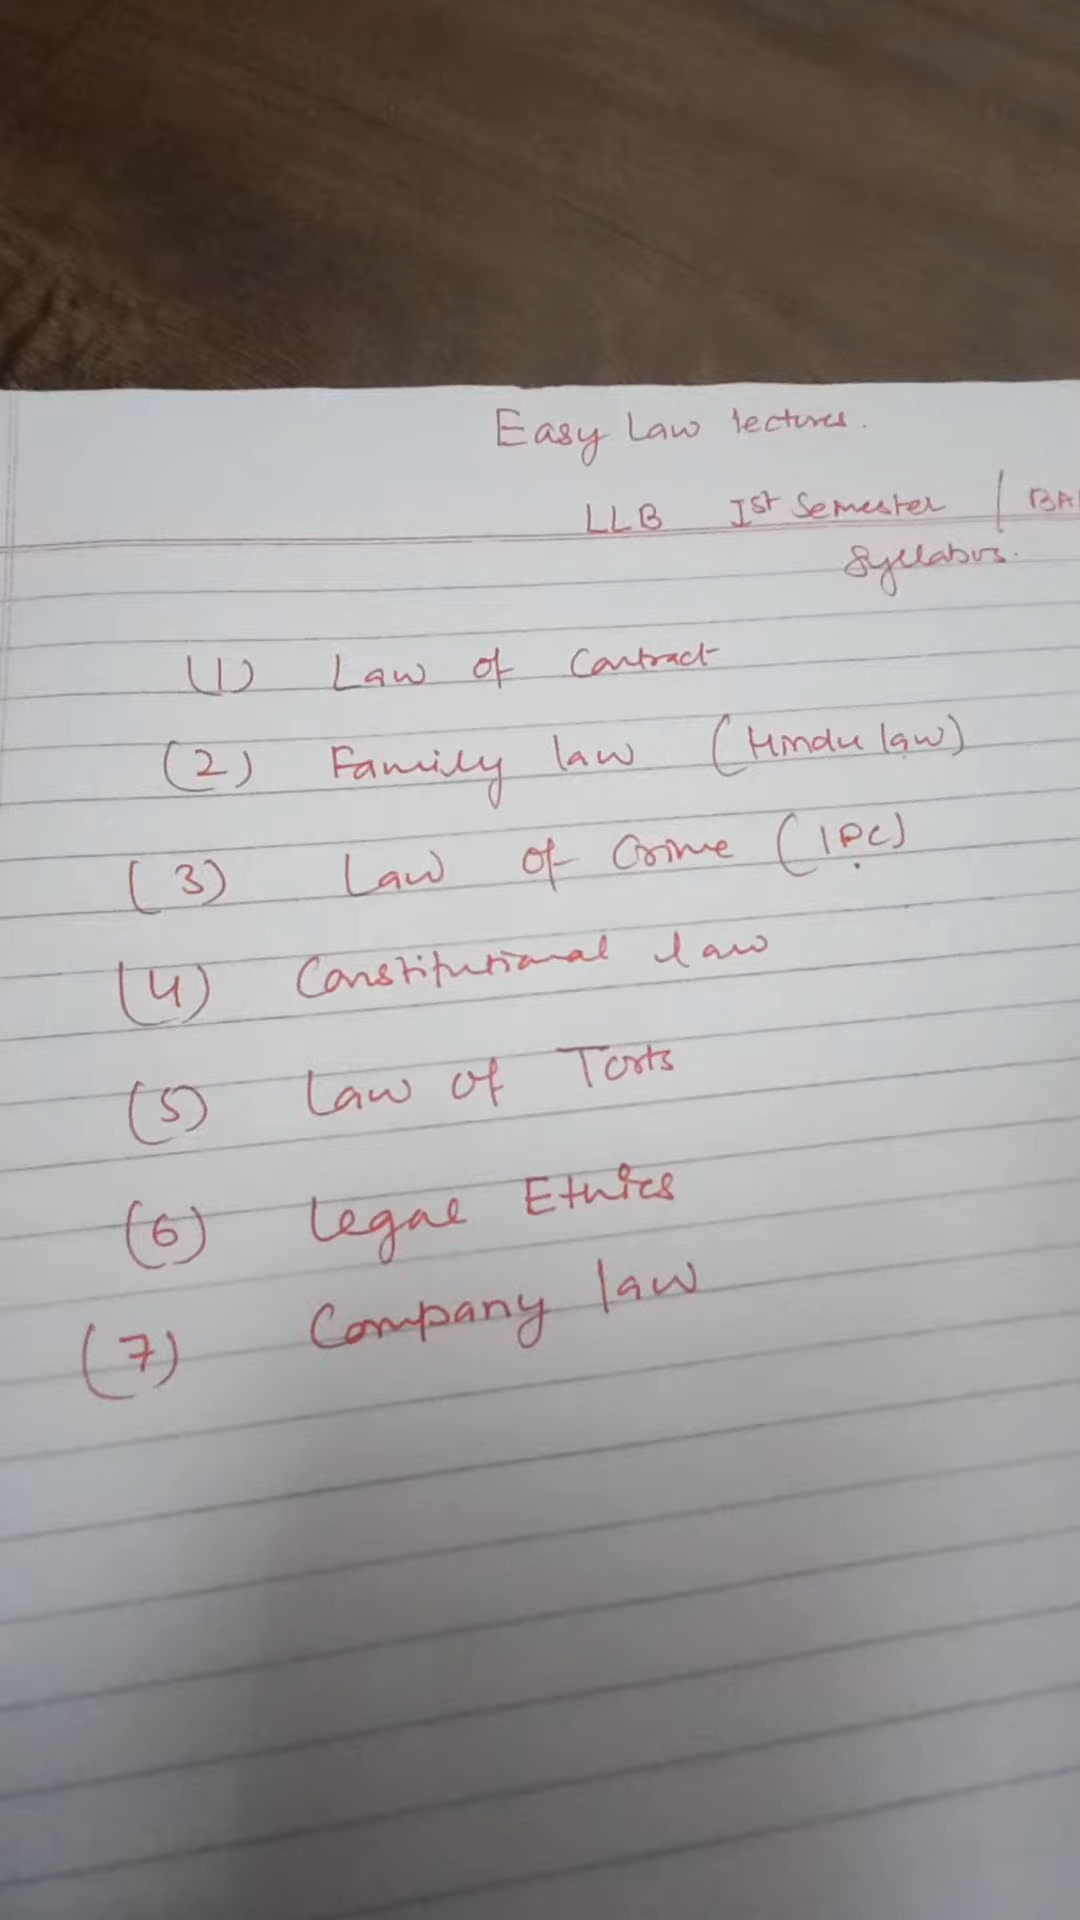 Easy Law lectures.
LLB Ist Semester / BA
Syllabus.
(1) Law of Contract
(2) Family law (Hindu law)
(3) Law of Crime (IPC)
(4) Constitutional law
(5) Law of Torts
(6) Legal Ethics
(7) Company law